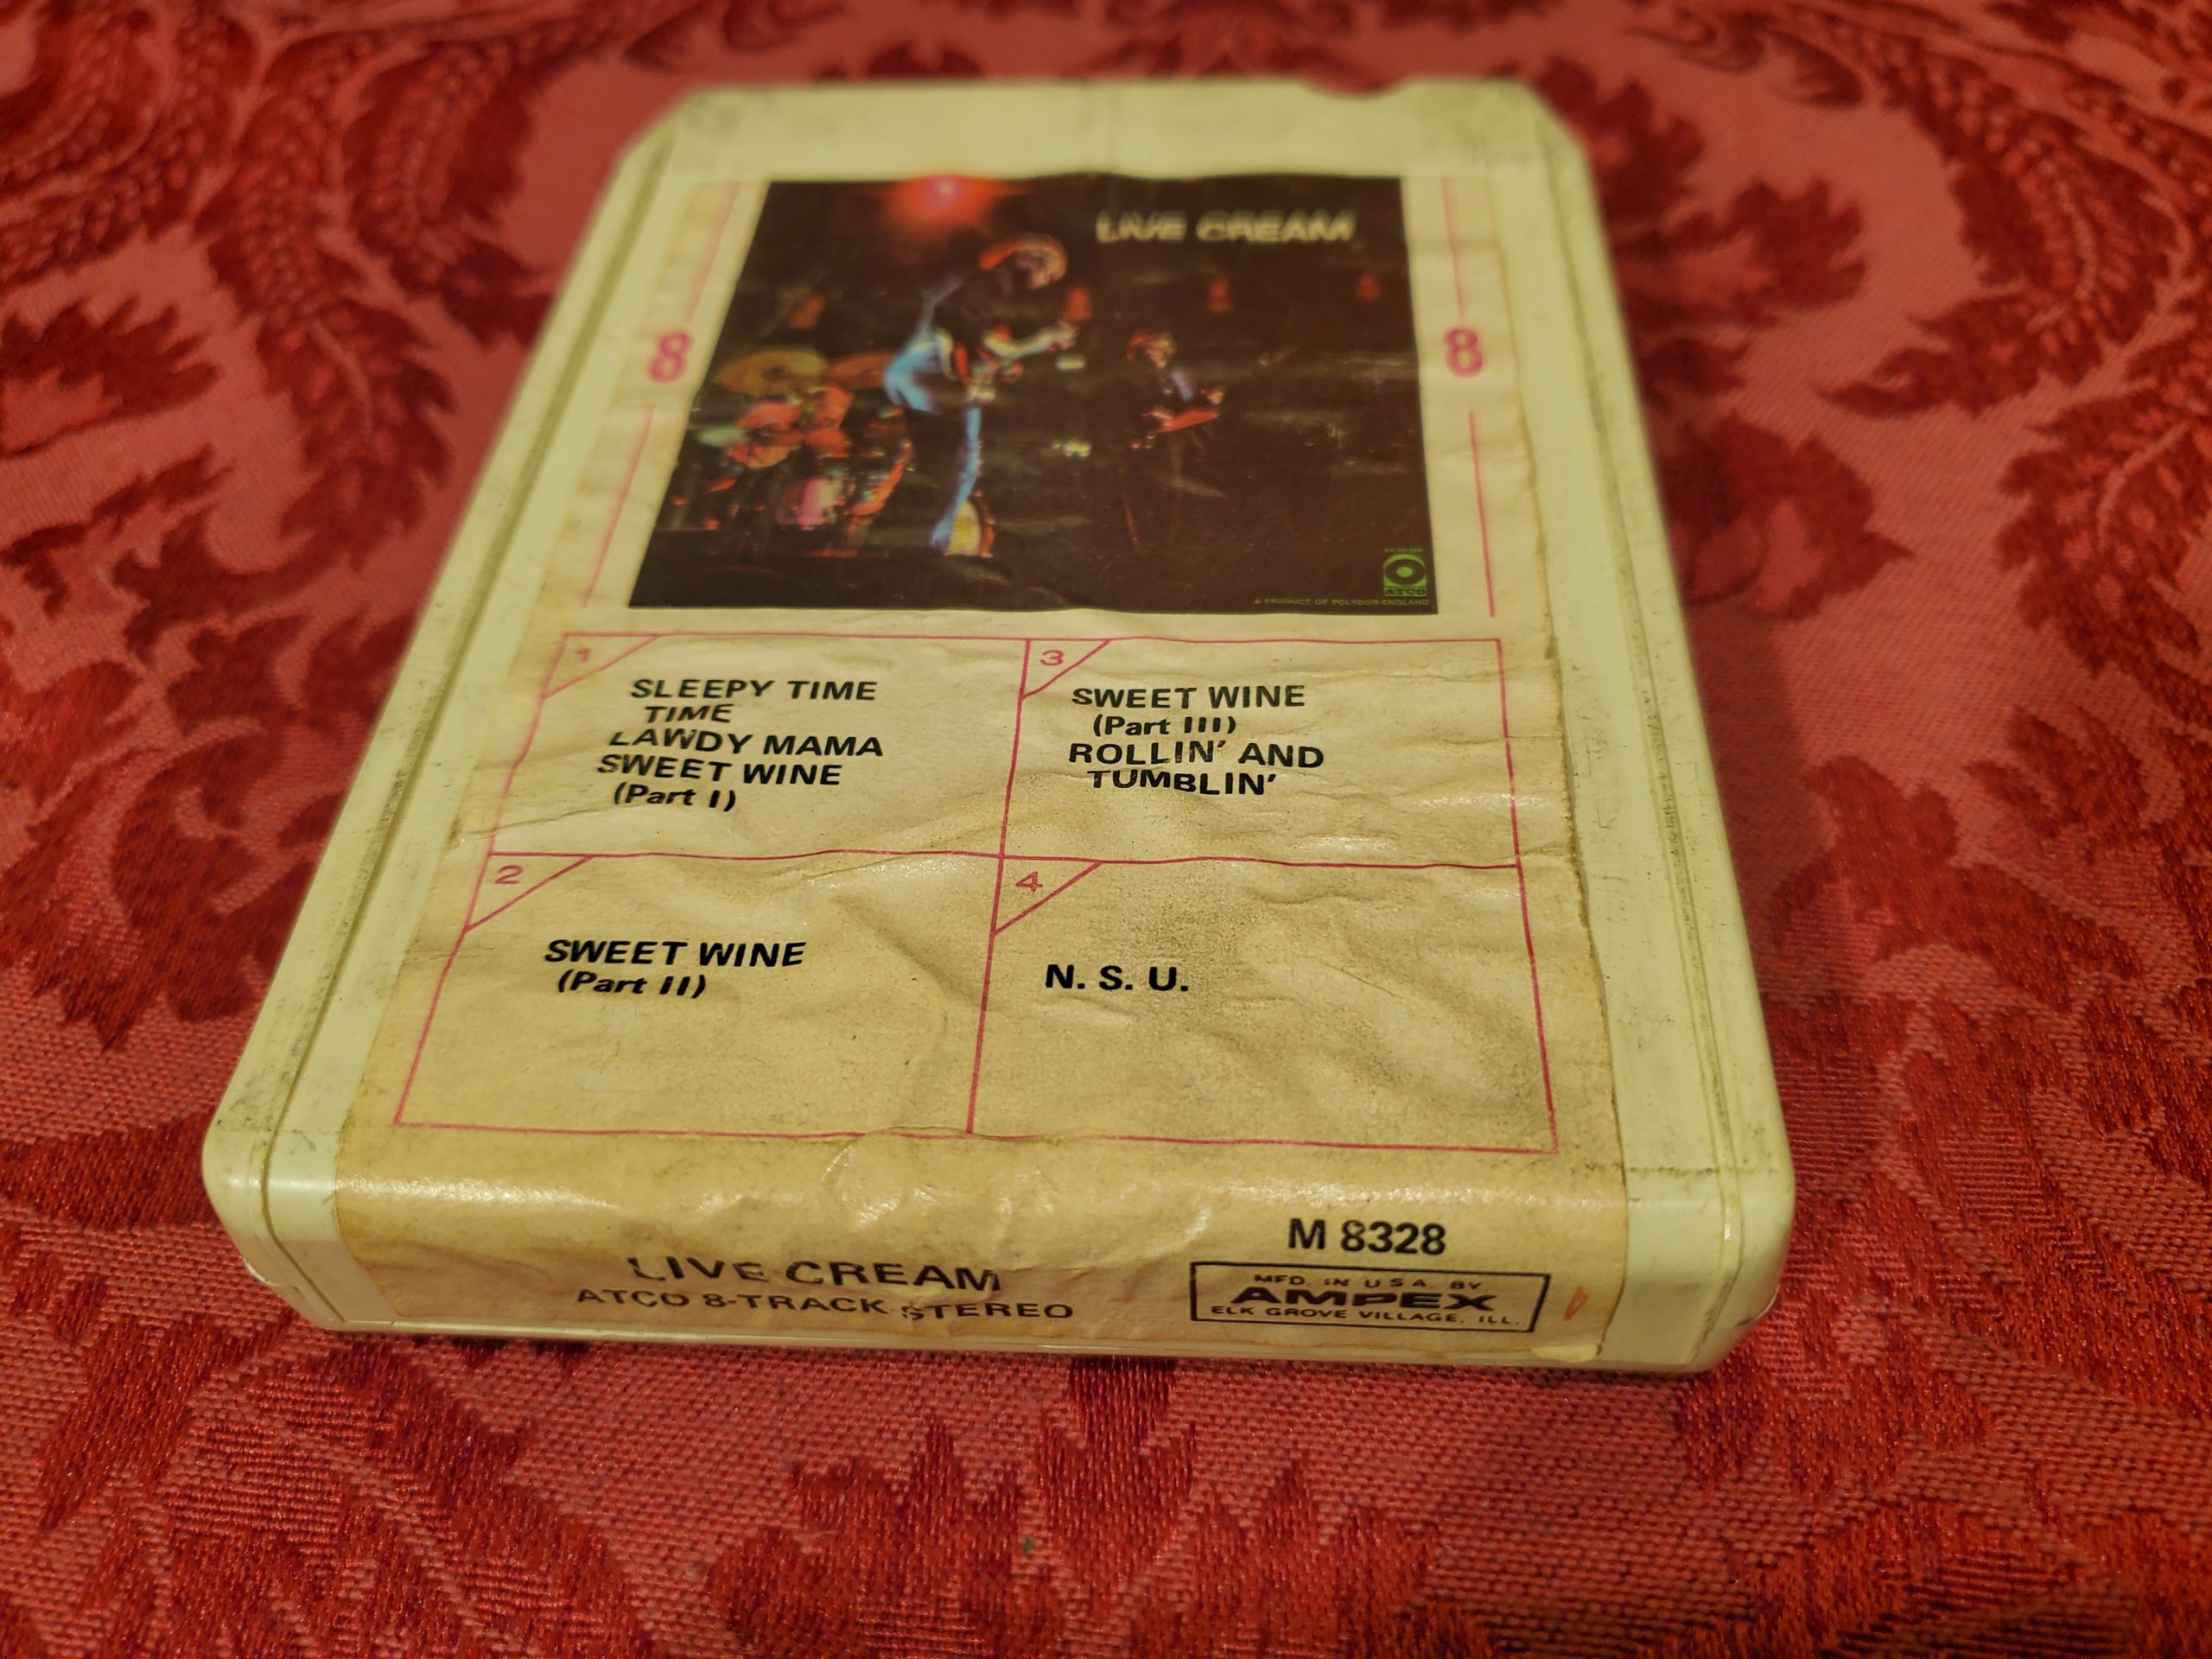 LIVE CREAM
8
8
ATCO
A PRODUCT OF POLYDOR-ENGLAND
1
SLEEPY TIME
TIME
LAWDY MAMA
SWEET WINE
(Part I)
2
SWEET WINE
(Part II)
3
SWEET WINE
(Part III)
ROLLIN' AND
TUMBLIN'
4
N. S. U.
LIVE CREAM
ATCO 8-TRACK STEREO
M 8328
MFD. IN U.S.A. BY
AMPEX
ELK GROVE VILLAGE, ILL.